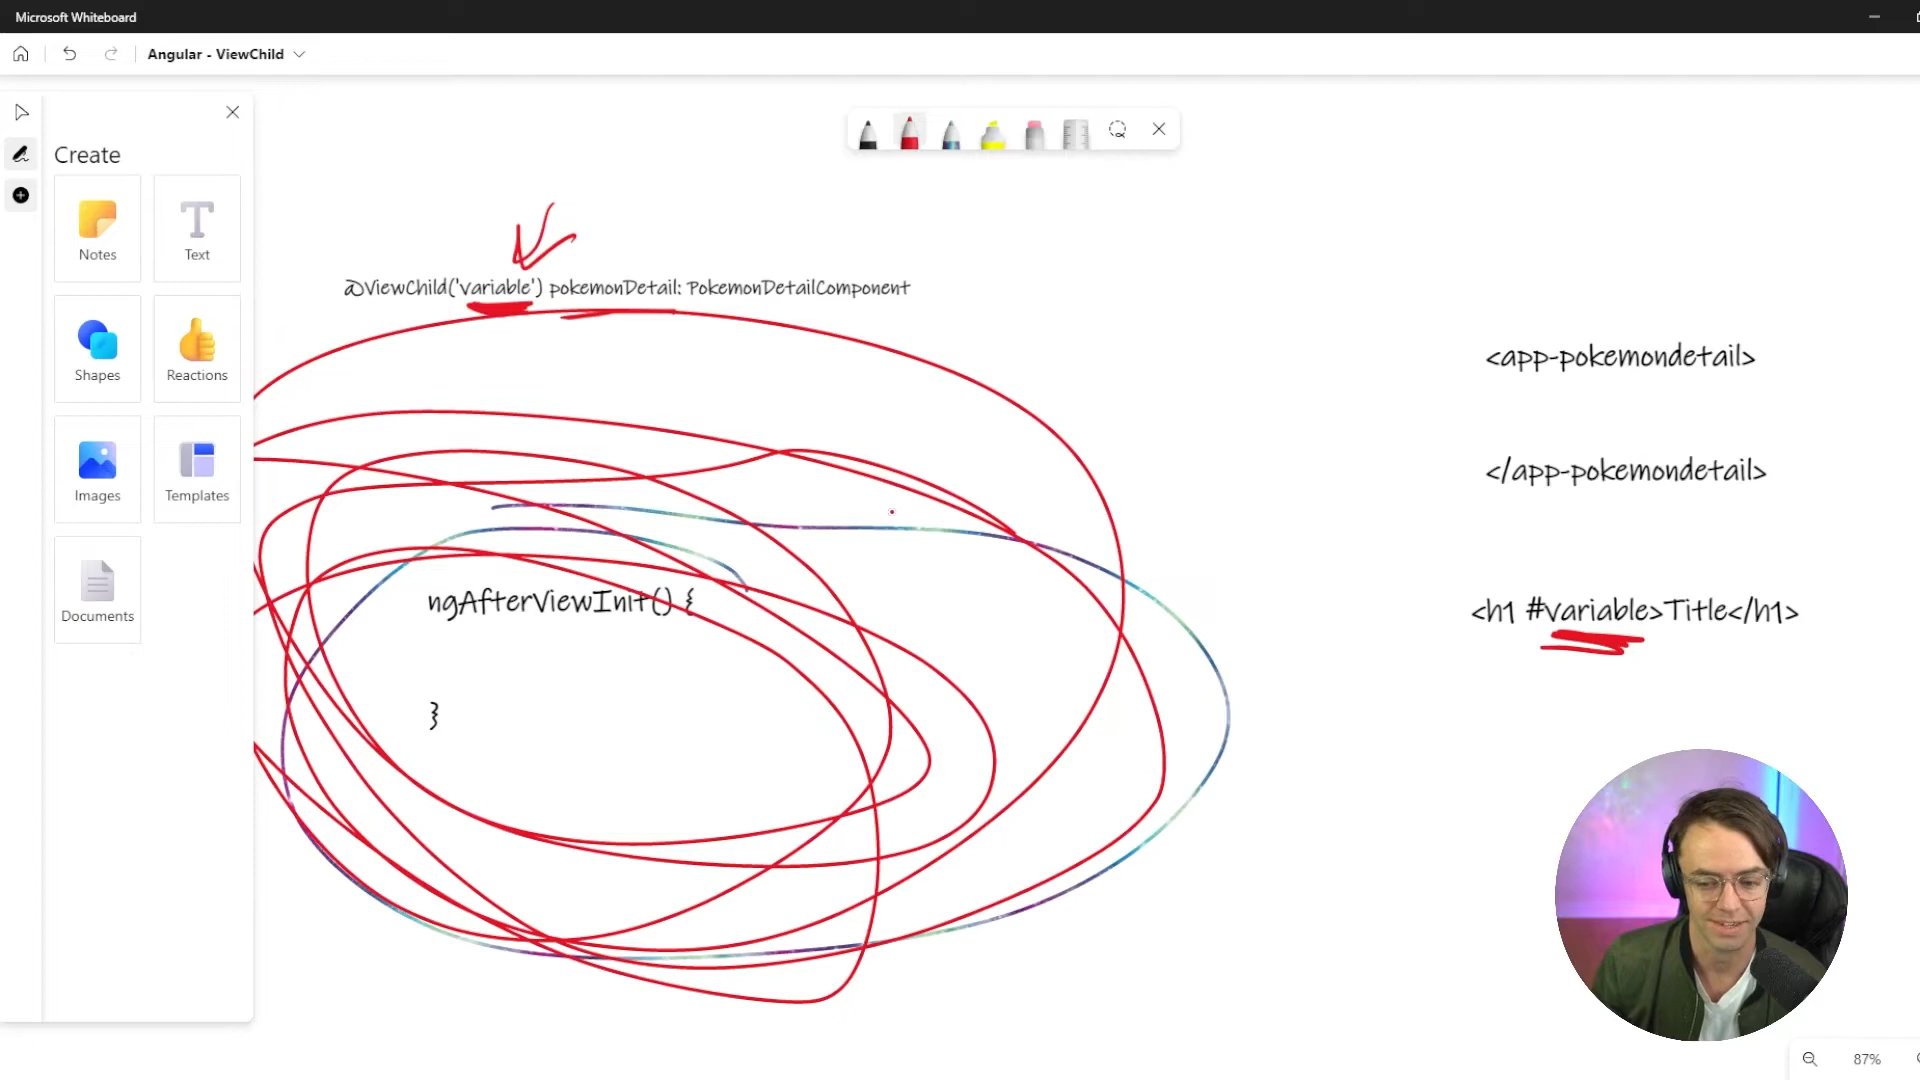 Microsoft Whiteboard
Angular - ViewChild
Create
Notes
Text
Shapes
Reactions
Images
Templates
Documents
@ViewChild('variable') pokemonDetail: PokemonDetailComponent
ngAfterViewInit() {
}
<app-pokemondetail>
</app-pokemondetail>
<h1 #variable>Title</h1>
87%